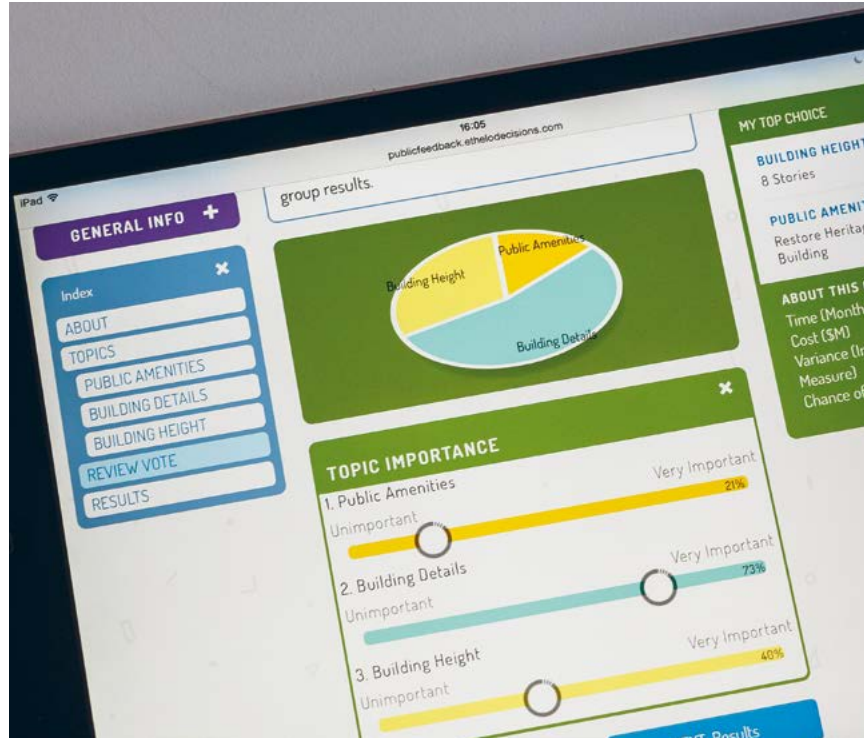 iPad
16:05
publicfeedback.ethelodecisions.com
GENERAL INFO +
Index
ABOUT
TOPICS
PUBLIC AMENITIES
BUILDING DETAILS
BUILDING HEIGHT
REVIEW VOTE
RESULTS
group results.
Building Height
Public Amenities
Building Details
TOPIC IMPORTANCE
1. Public Amenities
Unimportant
Very Important
21%
2. Building Details
Unimportant
Very Important
73%
3. Building Height
Unimportant
Very Important
40%
Results
MY TOP CHOICE
BUILDING HEIGHT
8 Stories
PUBLIC AMENIT
Restore Heritag
Building
ABOUT THIS
Time (Month
Cost ($M)
Variance (In
Measure)
Chance of